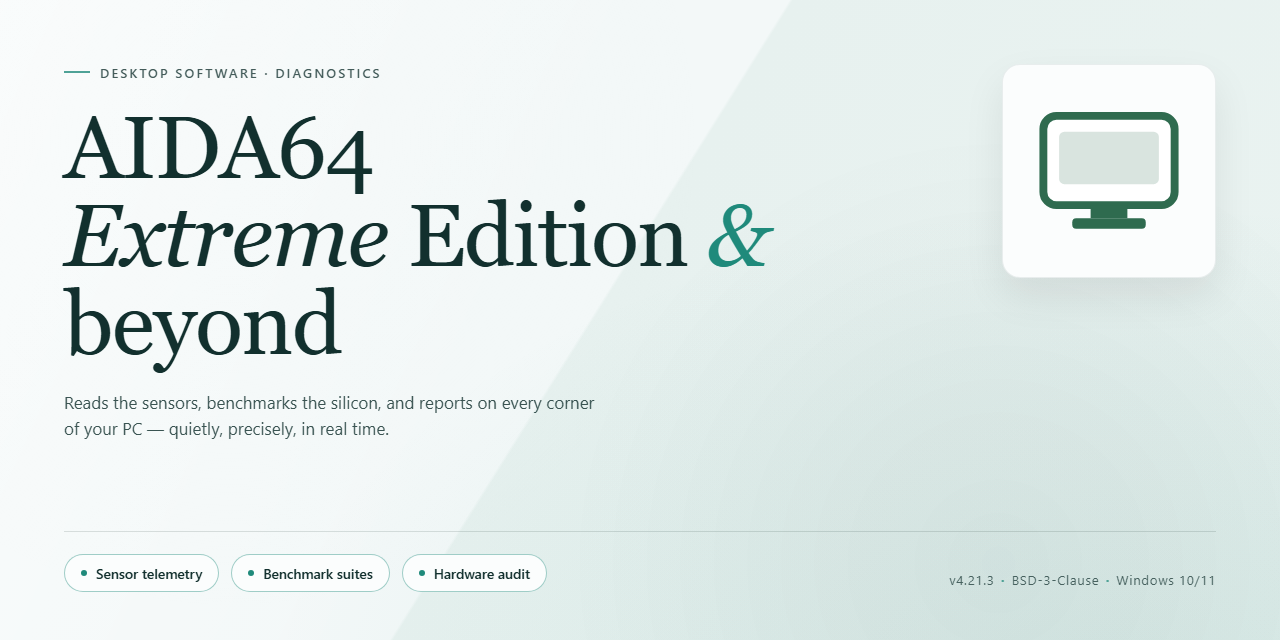 DESKTOP SOFTWARE · DIAGNOSTICS
AIDA64
Extreme Edition &
beyond
Reads the sensors, benchmarks the silicon, and reports on every corner
of your PC — quietly, precisely, in real time.
Sensor telemetry
Benchmark suites
Hardware audit
v4.21.3 · BSD-3-Clause · Windows 10/11